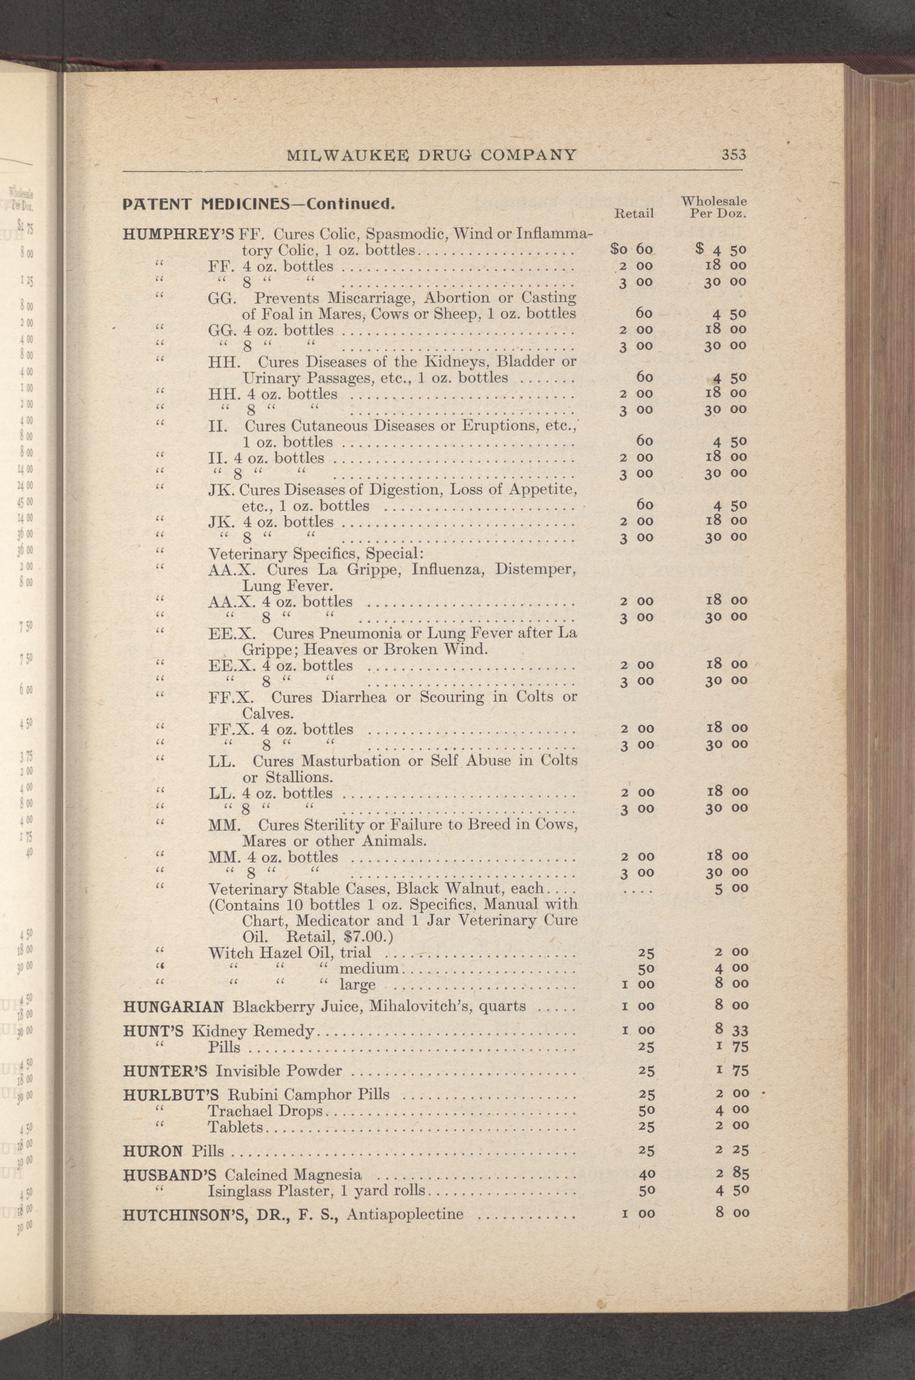 MILWAUKEE DRUG COMPANY 353
PATENT MEDICINES—Continued.
Retail Wholesale Per Doz.
HUMPHREY'S FF. Cures Colic, Spasmodic, Wind or Inflamma-
tory Colic, 1 oz. bottles................... $0 60 $ 4 50
“ FF. 4 oz. bottles ............................ 2 00 18 00
“ “ 8 “ “ ............................ 3 00 30 00
“ GG. Prevents Miscarriage, Abortion or Casting
of Foal in Mares, Cows or Sheep, 1 oz. bottles 60 4 50
“ GG. 4 oz. bottles ............................ 2 00 18 00
“ “ 8 “ “ ............................ 3 00 30 00
“ HH. Cures Diseases of the Kidneys, Bladder or
Urinary Passages, etc., 1 oz. bottles ....... 60 4 50
“ HH. 4 oz. bottles ........................... 2 00 18 00
“ “ 8 “ “ ........................... 3 00 30 00
“ II. Cures Cutaneous Diseases or Eruptions, etc.,
1 oz. bottles ............................ 60 4 50
“ II. 4 oz. bottles ............................. 2 00 18 00
“ “ 8 “ “ ............................. 3 00 30 00
“ JK. Cures Diseases of Digestion, Loss of Appetite,
etc., 1 oz. bottles ....................... 60 4 50
“ JK. 4 oz. bottles ............................ 2 00 18 00
“ “ 8 “ “ ............................ 3 00 30 00
“ Veterinary Specifics, Special:
“ AA.X. Cures La Grippe, Influenza, Distemper,
Lung Fever.
“ AA.X. 4 oz. bottles ......................... 2 00 18 00
“ “ 8 “ “ .......................... 3 00 30 00
“ EE.X. Cures Pneumonia or Lung Fever after La
Grippe; Heaves or Broken Wind.
“ EE.X. 4 oz. bottles ......................... 2 00 18 00
“ “ 8 “ “ ......................... 3 00 30 00
“ FF.X. Cures Diarrhea or Scouring in Colts or
Calves.
“ FF.X. 4 oz. bottles ......................... 2 00 18 00
“ “ 8 “ “ ......................... 3 00 30 00
“ LL. Cures Masturbation or Self Abuse in Colts
or Stallions.
“ LL. 4 oz. bottles ............................ 2 00 18 00
“ “ 8 “ “ ............................ 3 00 30 00
“ MM. Cures Sterility or Failure to Breed in Cows,
Mares or other Animals.
“ MM. 4 oz. bottles ........................... 2 00 18 00
“ “ 8 “ “ ........................... 3 00 30 00
“ Veterinary Stable Cases, Black Walnut, each.... .... 5 00
(Contains 10 bottles 1 oz. Specifics, Manual with
Chart, Medicator and 1 Jar Veterinary Cure
Oil. Retail, $7.00.)
“ Witch Hazel Oil, trial ....................... 25 2 00
“ “ “ “ medium..................... 50 4 00
“ “ “ “ large ...................... 1 00 8 00
HUNGARIAN Blackberry Juice, Mihalovitch's, quarts ..... 1 00 8 00
HUNT'S Kidney Remedy............................... 1 00 8 33
“ Pills ....................................... 25 1 75
HUNTER'S Invisible Powder ........................... 25 1 75
HURLBUT'S Rubini Camphor Pills ..................... 25 2 00
“ Trachael Drops.............................. 50 4 00
“ Tablets..................................... 25 2 00
HURON Pills ......................................... 25 2 25
HUSBAND'S Calcined Magnesia ........................ 40 2 85
“ Isinglass Plaster, 1 yard rolls.................. 50 4 50
HUTCHINSON'S, DR., F. S., Antiapoplectine ............ 1 00 8 00